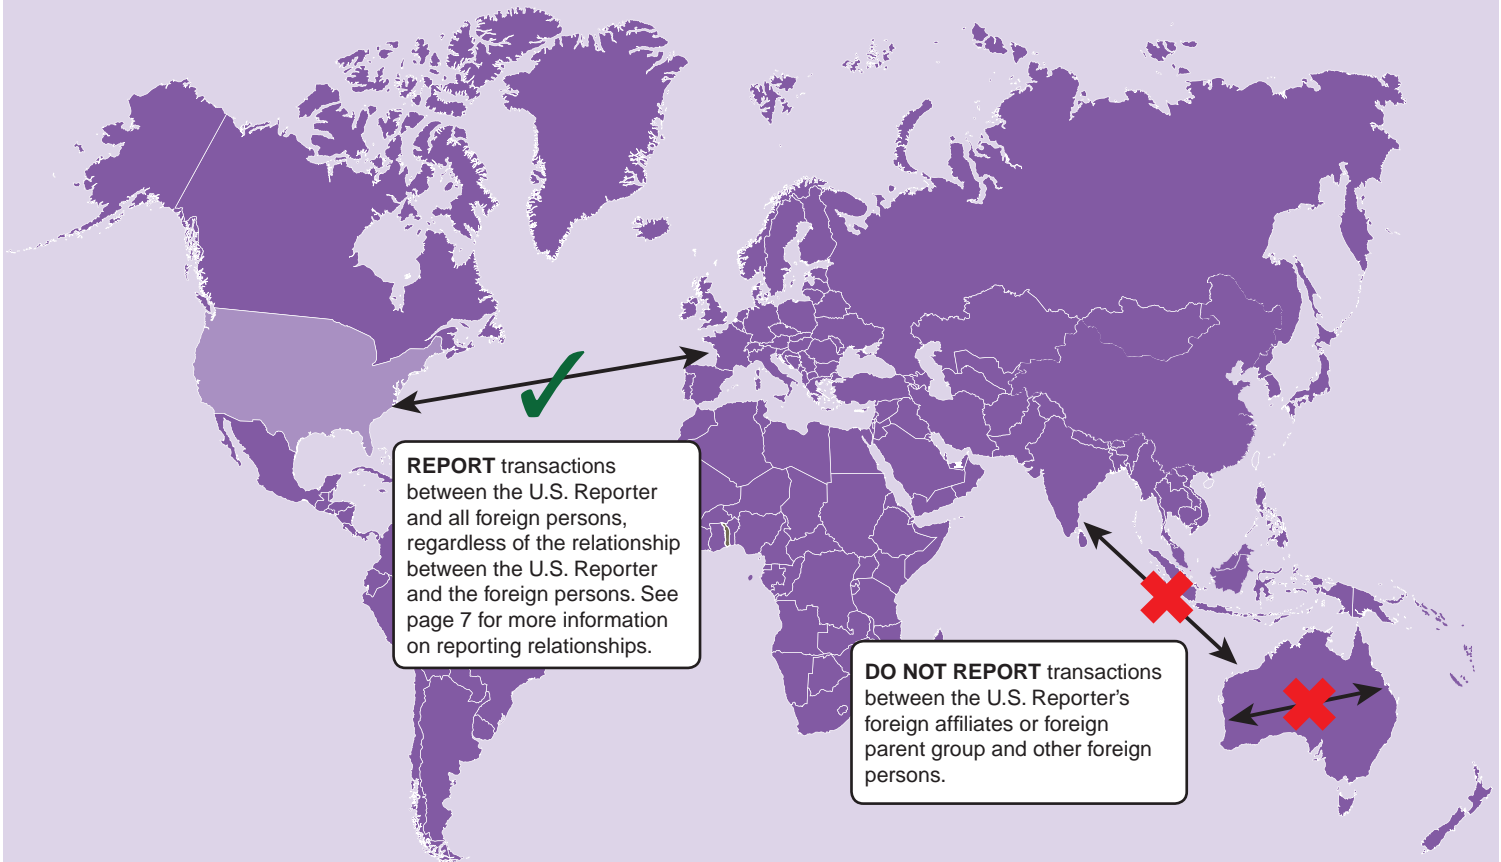 REPORT transactions
between the U.S. Reporter
and all foreign persons,
regardless of the relationship
between the U.S. Reporter
and the foreign persons. See
page 7 for more information
on reporting relationships.
DO NOT REPORT transactions
between the U.S. Reporter’s
foreign affiliates or foreign
parent group and other foreign
persons.